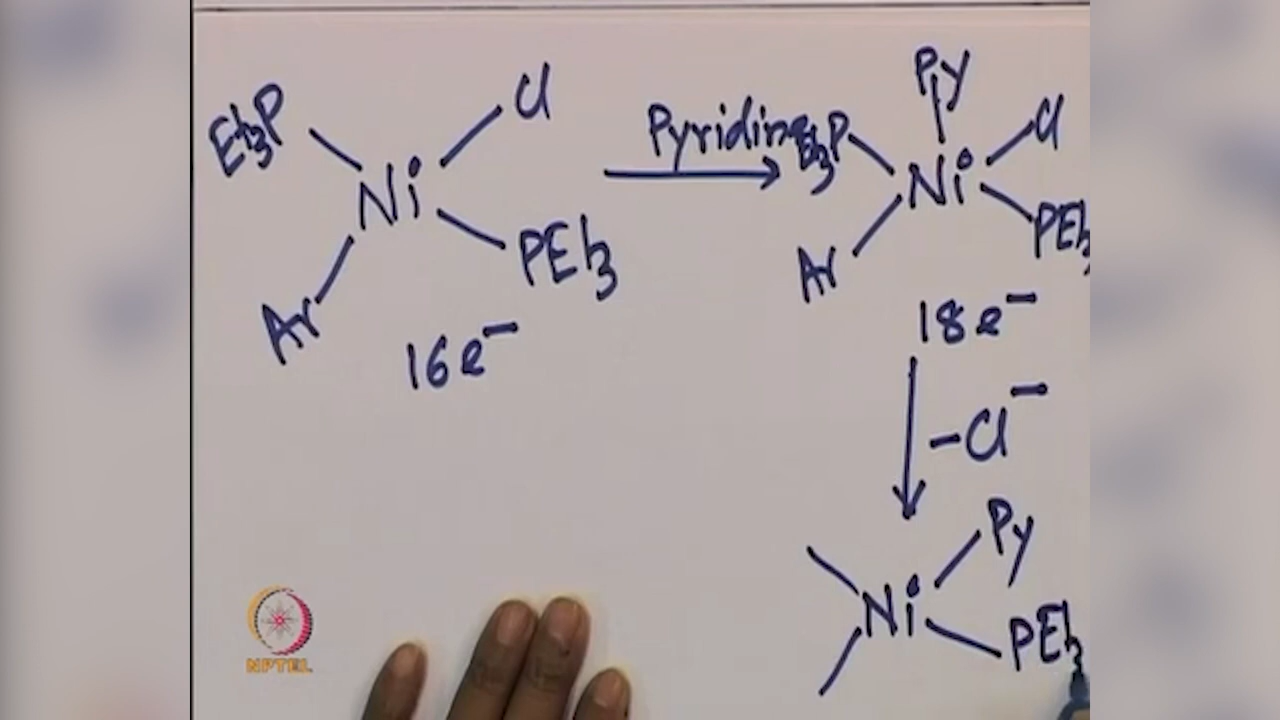 Et3P Ni Cl
Ar PEt3
16e−
Pyridine
Py
Et3P Ni Cl
Ar PEt3
18e−
−Cl−
Ni Py
PEt3
NPTEL